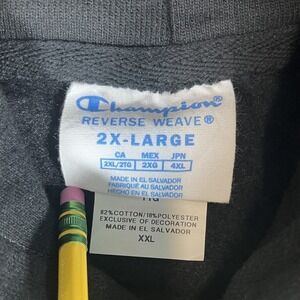 Champion®
REVERSE WEAVE®
2X-LARGE
CA MEX JPN
2XL/2TG 2XG 4XL
MADE IN EL SALVADOR
FABRIQUÉ AU SALVADOR
HECHO EN EL SALVADOR
82%COTTON/18%POLYESTER
EXCLUSIVE OF DECORATION
MADE IN EL SALVADOR
XXL